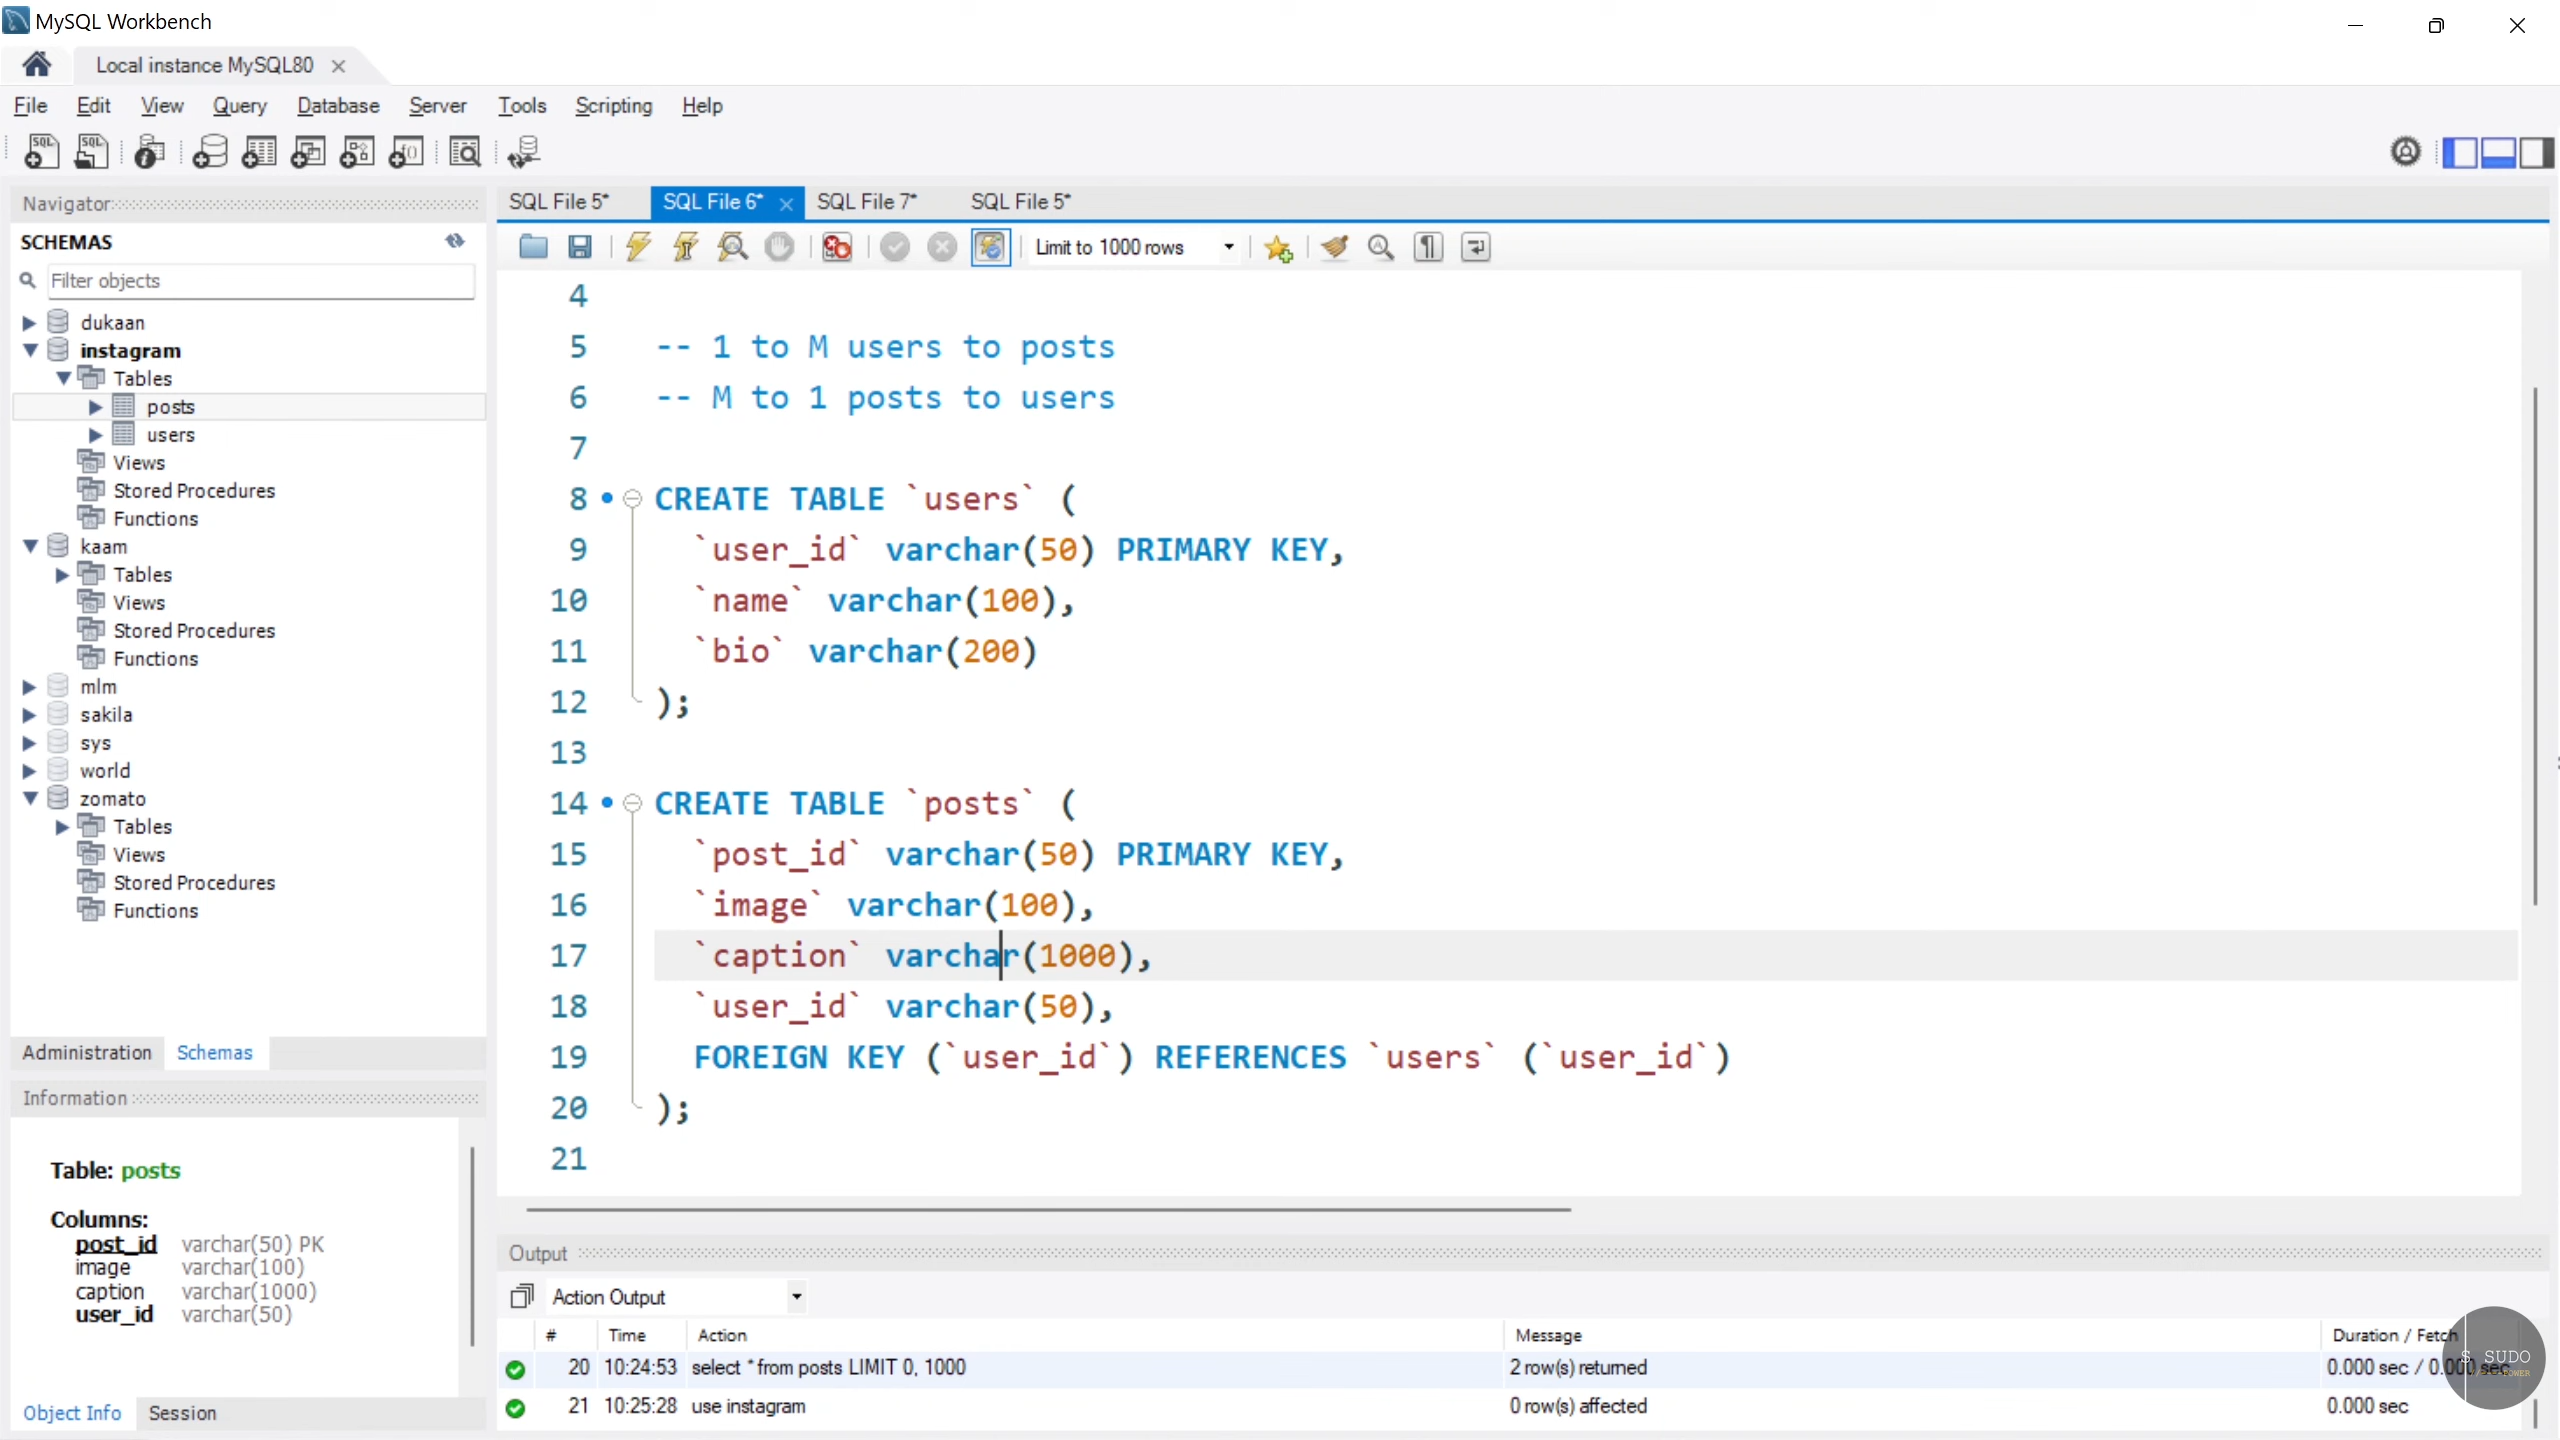 MySQL Workbench
Local instance MySQL80
File Edit View Query Database Server Tools Scripting Help
Navigator
SCHEMAS
Filter objects
dukaan
instagram
Tables
posts
users
Views
Stored Procedures
Functions
kaam
Tables
Views
Stored Procedures
Functions
mlm
sakila
sys
world
zomato
Tables
Views
Stored Procedures
Functions
Administration Schemas
Information
Table: posts
Columns:
post_id varchar(50) PK
image varchar(100)
caption varchar(1000)
user_id varchar(50)
Object Info Session
SQL File 5* SQL File 6* SQL File 7* SQL File 5*
Limit to 1000 rows
4
5 -- 1 to M users to posts
6 -- M to 1 posts to users
7
8 CREATE TABLE `users` (
9 `user_id` varchar(50) PRIMARY KEY,
10 `name` varchar(100),
11 `bio` varchar(200)
12 );
13
14 CREATE TABLE `posts` (
15 `post_id` varchar(50) PRIMARY KEY,
16 `image` varchar(100),
17 `caption` varchar(1000),
18 `user_id` varchar(50),
19 FOREIGN KEY (`user_id`) REFERENCES `users` (`user_id`)
20 );
21
Output
Action Output
# Time Action Message Duration / Fetch
20 10:24:53 select * from posts LIMIT 0, 1000 2 row(s) returned 0.000 sec / 0.000 sec
21 10:25:28 use instagram 0 row(s) affected 0.000 sec
$ SUDO